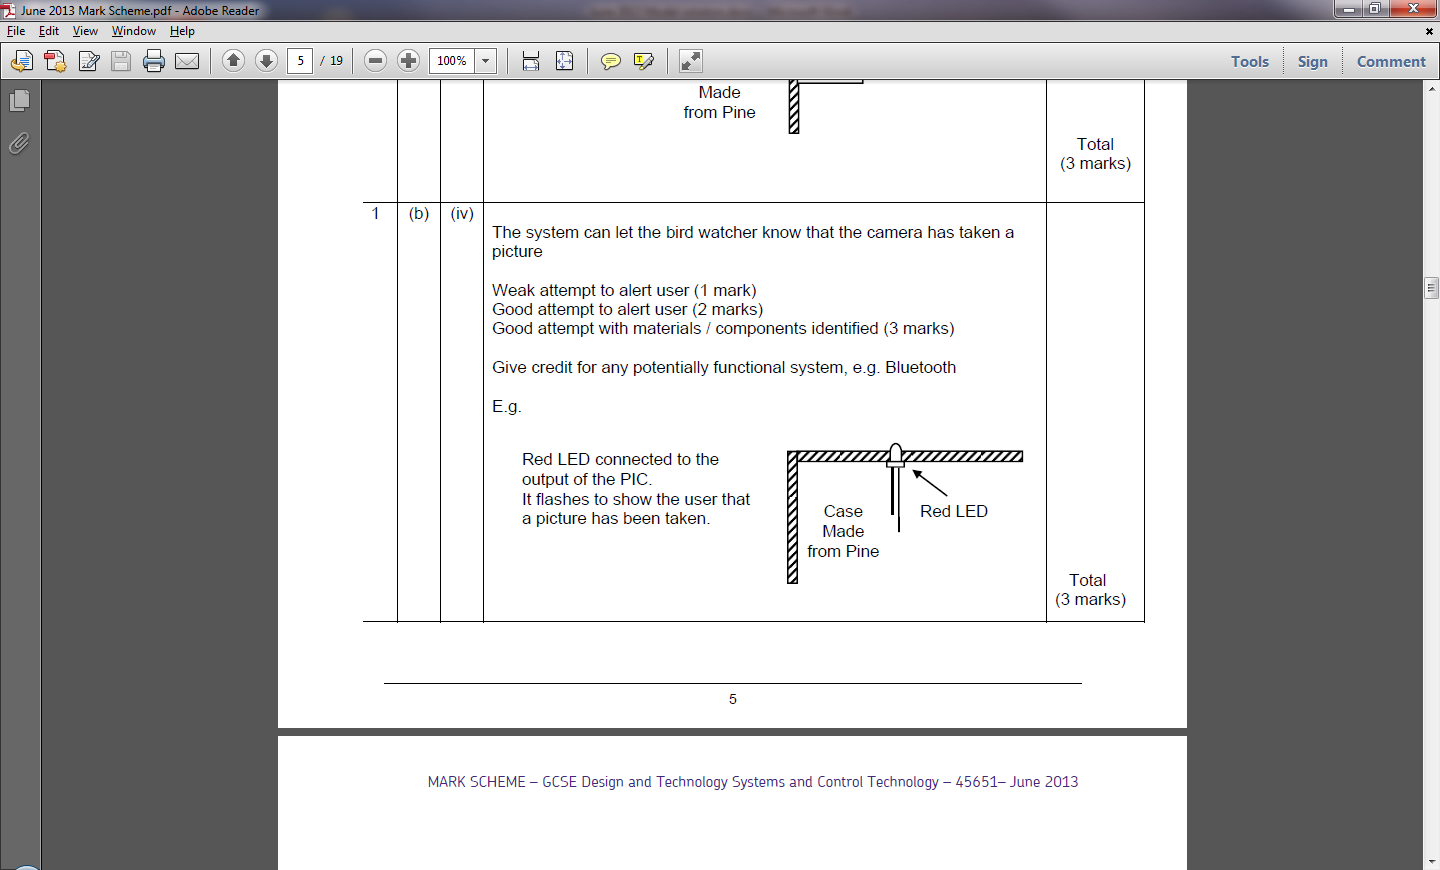 June 2013 Mark Scheme.pdf - Adobe Reader
File Edit View Window Help
5 / 19 100% Tools Sign Comment
Made
from Pine
Total
(3 marks)
1 (b) (iv)
The system can let the bird watcher know that the camera has taken a
picture
Weak attempt to alert user (1 mark)
Good attempt to alert user (2 marks)
Good attempt with materials / components identified (3 marks)
Give credit for any potentially functional system, e.g. Bluetooth
E.g.
Red LED connected to the
output of the PIC.
It flashes to show the user that
a picture has been taken.
Case
Made
from Pine
Red LED
Total
(3 marks)
5
MARK SCHEME – GCSE Design and Technology Systems and Control Technology – 45651– June 2013